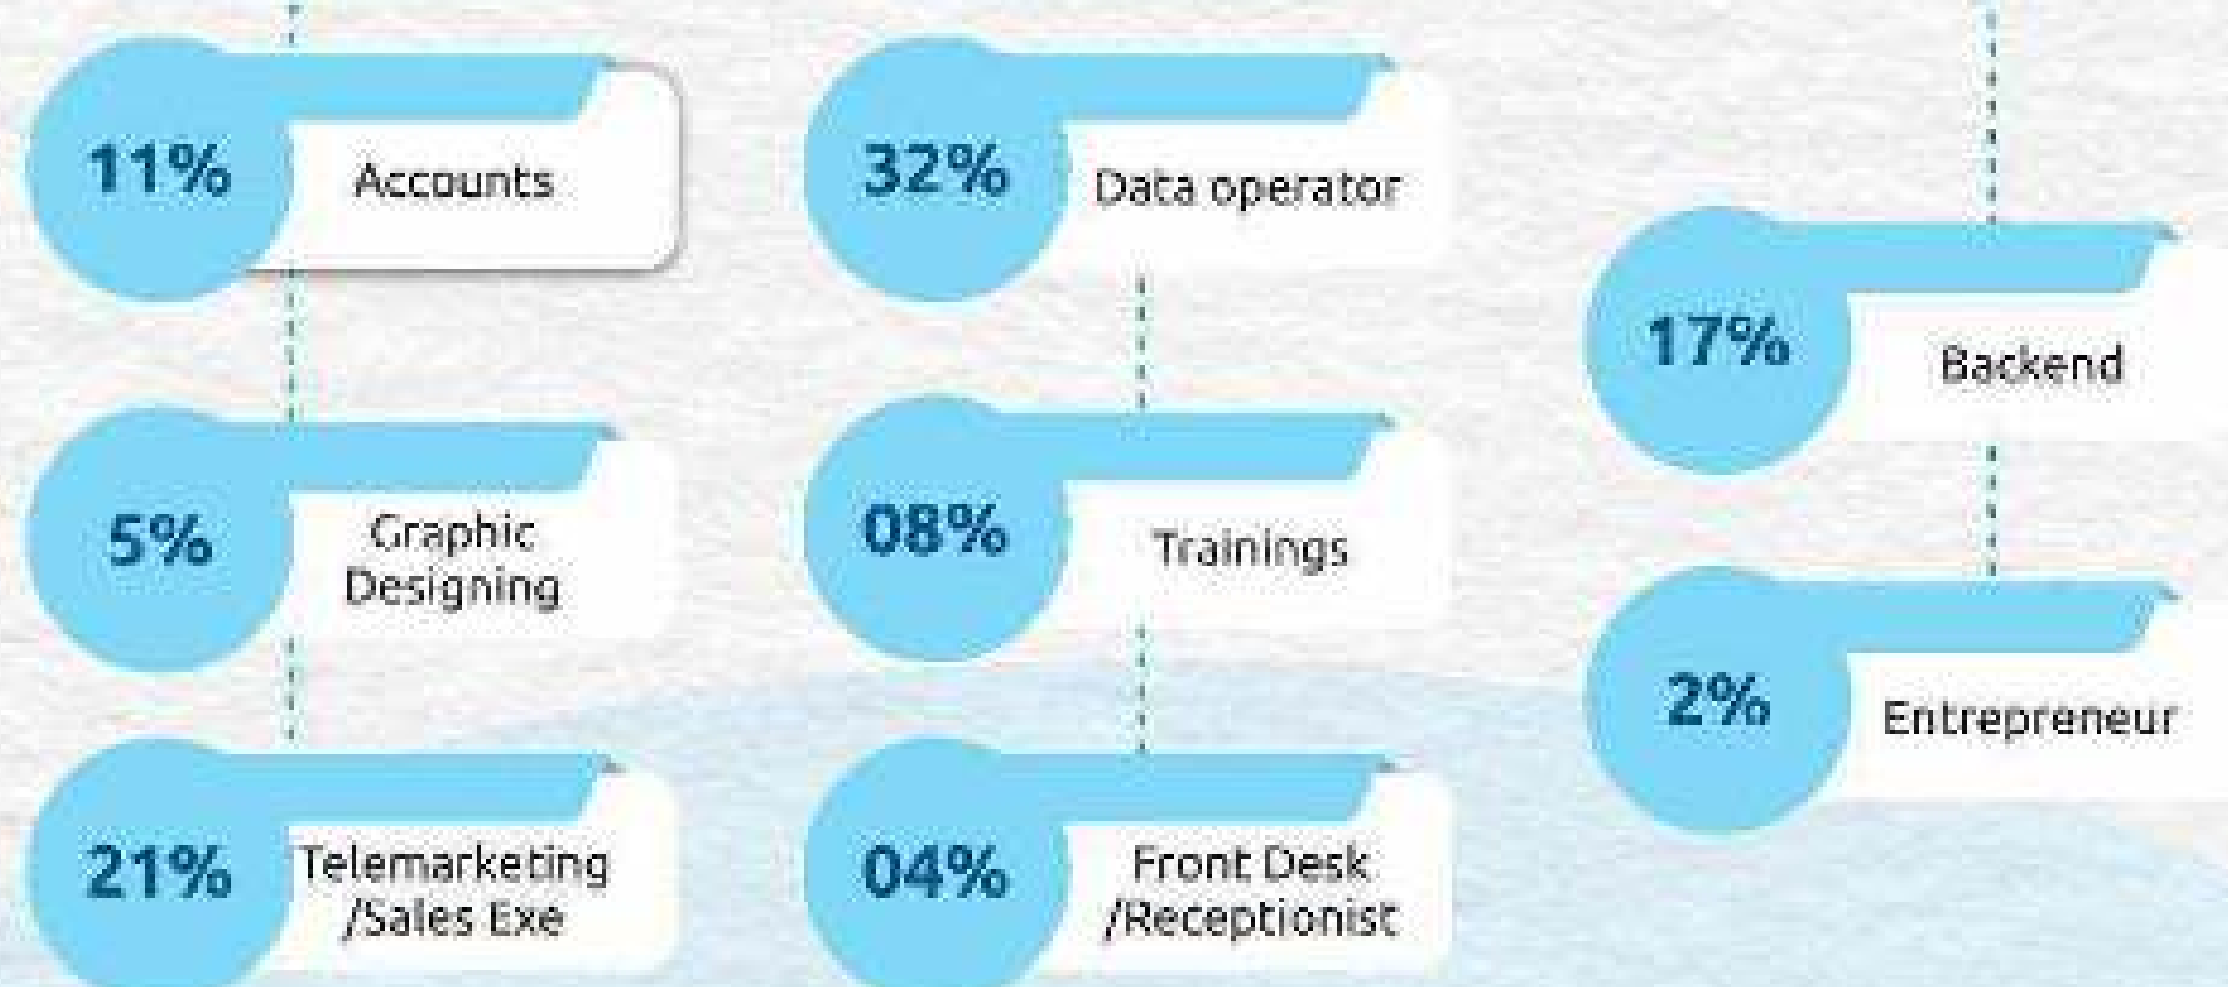 11%
Accounts
5%
Graphic
Designing
21%
Telemarketing
/Sales Exe
32%
Data operator
08%
Trainings
04%
Front Desk
/Receptionist
17%
Backend
2%
Entrepreneur